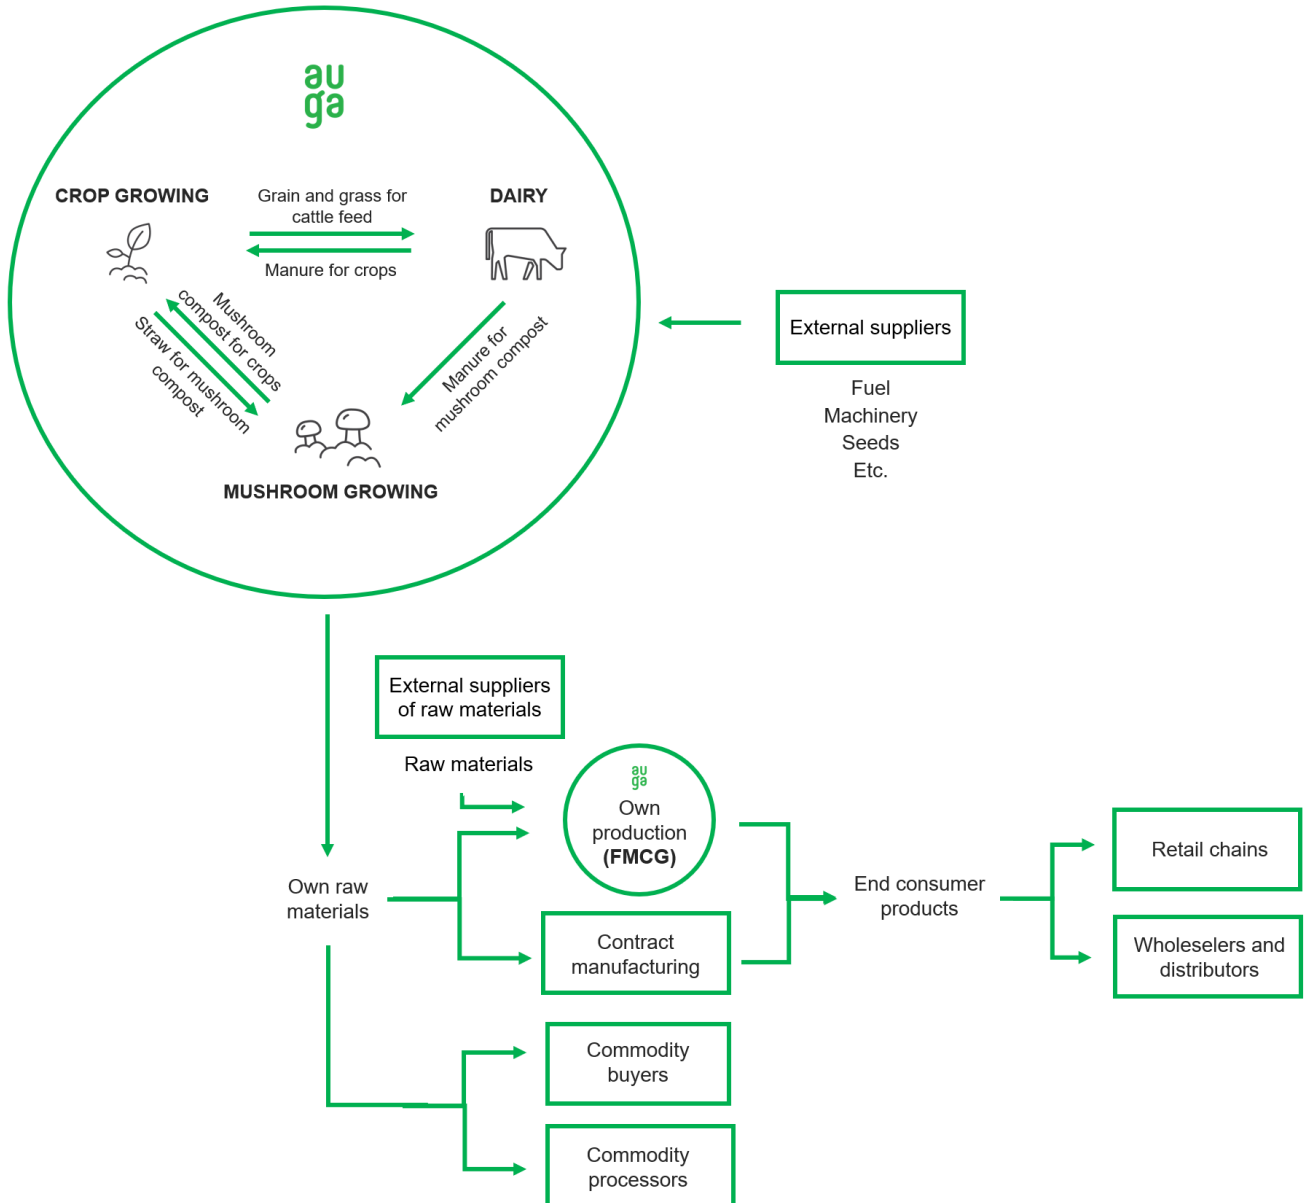 au
ga
CROP GROWING
Grain and grass for
cattle feed
DAIRY
Manure for crops
Mushroom
compost for crops
Straw for mushroom
compost
Manure for
mushroom compost
MUSHROOM GROWING
External suppliers
Fuel
Machinery
Seeds
Etc.
External suppliers
of raw materials
Raw materials
au
ga
Own
production
(FMCG)
Own raw
materials
Contract
manufacturing
End consumer
products
Retail chains
Wholeselers and
distributors
Commodity
buyers
Commodity
processors